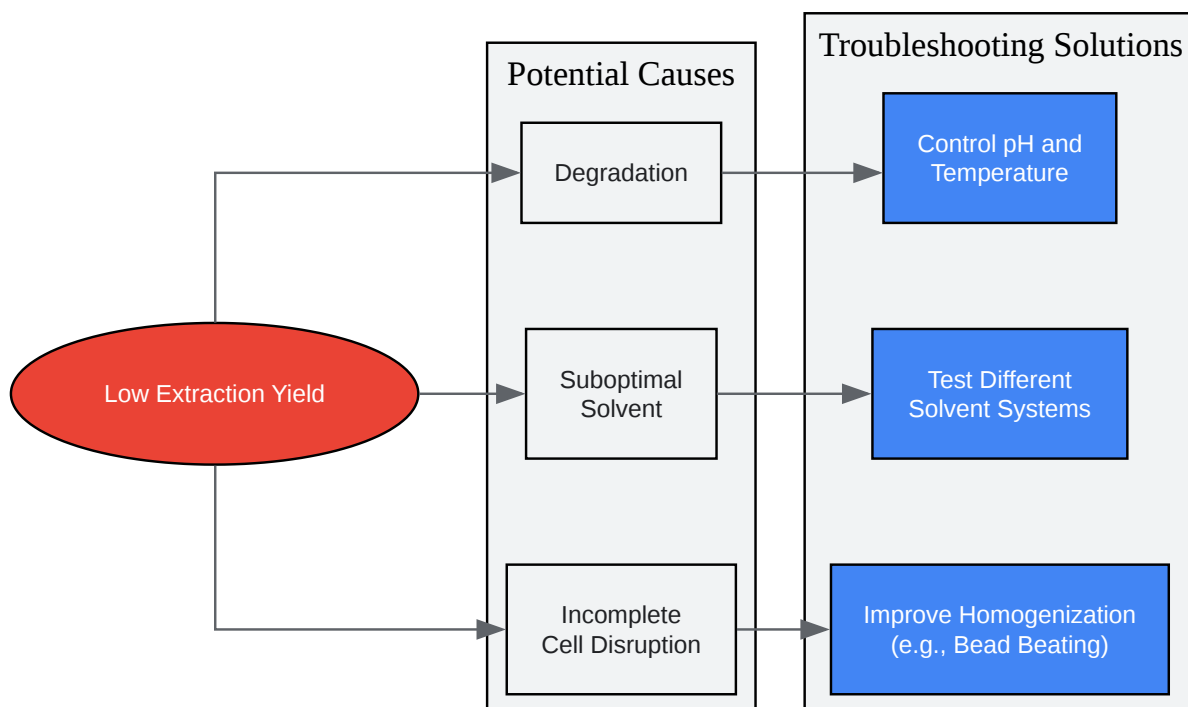 Troubleshooting Solutions
Potential Causes
Control pH and
Temperature
Degradation
Low Extraction Yield
Suboptimal
Solvent
Test Different
Solvent Systems
Incomplete
Cell Disruption
Improve Homogenization
(e.g., Bead Beating)